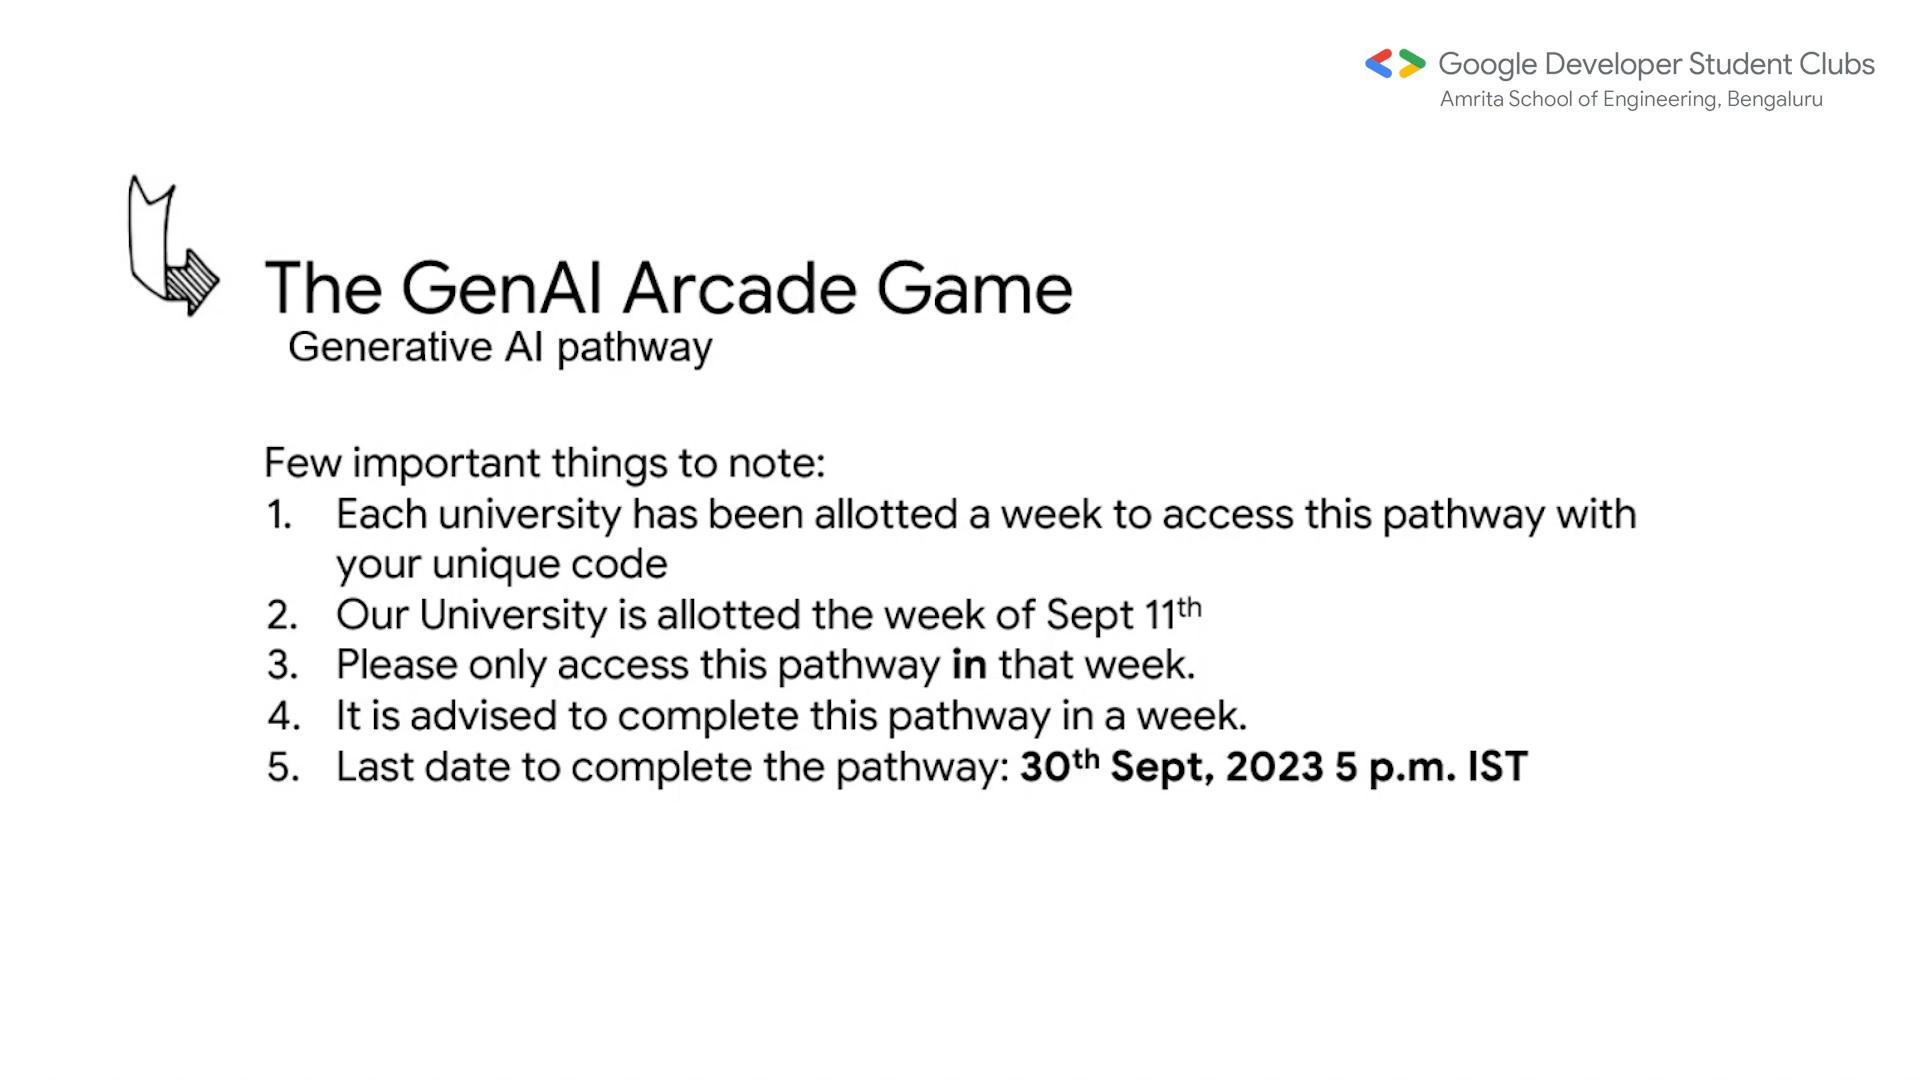 Google Developer Student Clubs
Amrita School of Engineering, Bengaluru
The GenAI Arcade Game
Generative AI pathway
Few important things to note:
1. Each university has been allotted a week to access this pathway with
your unique code
2. Our University is allotted the week of Sept 11th
3. Please only access this pathway in that week.
4. It is advised to complete this pathway in a week.
5. Last date to complete the pathway: 30th Sept, 2023 5 p.m. IST